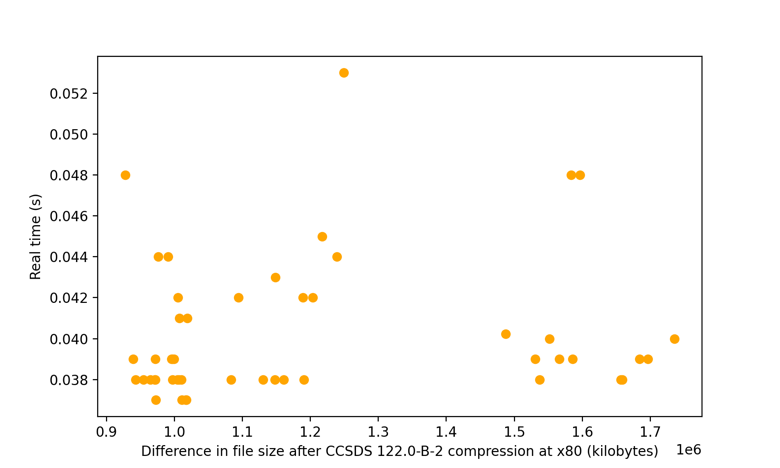 0.052
0.050
0.048
0.046
0.044
0.042
0.040
0.038
Real time (s)
0.9 1.0 1.1 1.2 1.3 1.4 1.5 1.6 1.7
Difference in file size after CCSDS 122.0-B-2 compression at x80 (kilobytes) 1e6